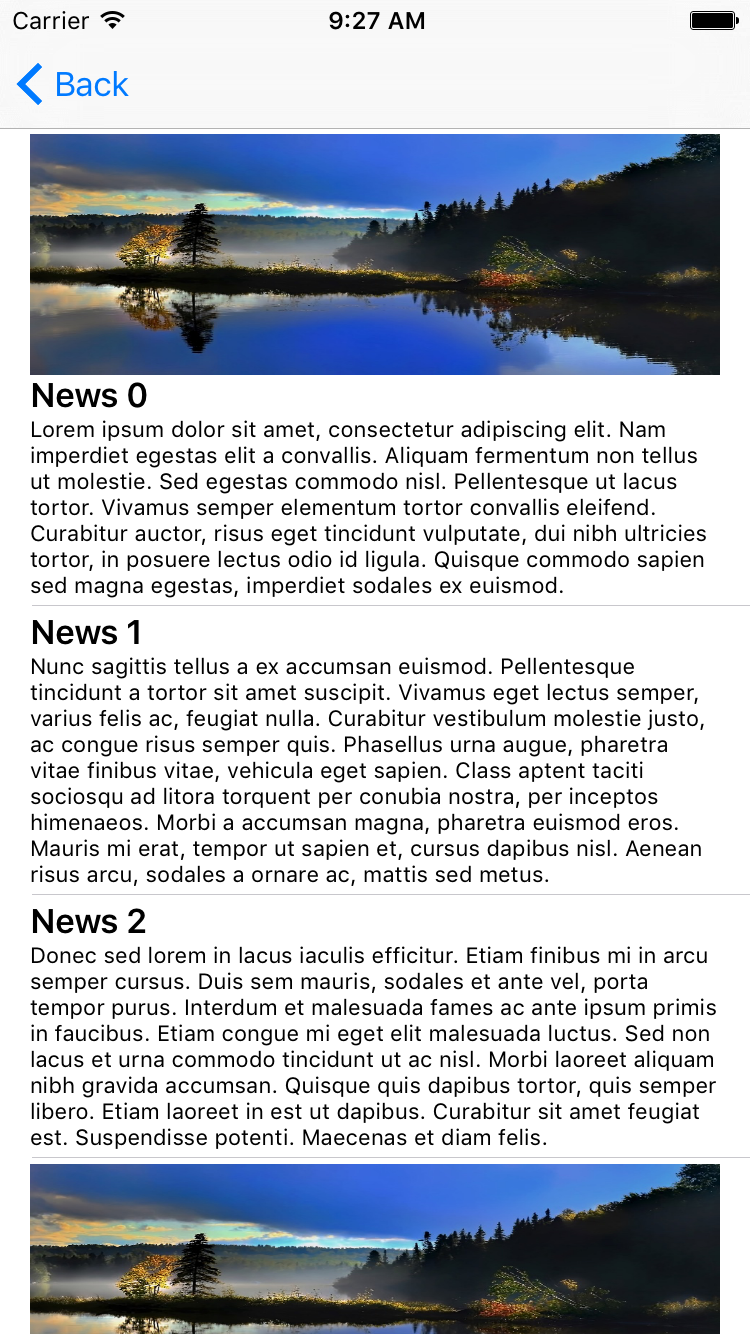 Carrier 9:27 AM
Back
News 0
Lorem ipsum dolor sit amet, consectetur adipiscing elit. Nam
imperdiet egestas elit a convallis. Aliquam fermentum non tellus
ut molestie. Sed egestas commodo nisl. Pellentesque ut lacus
tortor. Vivamus semper elementum tortor convallis eleifend.
Curabitur auctor, risus eget tincidunt vulputate, dui nibh ultricies
tortor, in posuere lectus odio id ligula. Quisque commodo sapien
sed magna egestas, imperdiet sodales ex euismod.
News 1
Nunc sagittis tellus a ex accumsan euismod. Pellentesque
tincidunt a tortor sit amet suscipit. Vivamus eget lectus semper,
varius felis ac, feugiat nulla. Curabitur vestibulum molestie justo,
ac congue risus semper quis. Phasellus urna augue, pharetra
vitae finibus vitae, vehicula eget sapien. Class aptent taciti
sociosqu ad litora torquent per conubia nostra, per inceptos
himenaeos. Morbi a accumsan magna, pharetra euismod eros.
Mauris mi erat, tempor ut sapien et, cursus dapibus nisl. Aenean
risus arcu, sodales a ornare ac, mattis sed metus.
News 2
Donec sed lorem in lacus iaculis efficitur. Etiam finibus mi in arcu
semper cursus. Duis sem mauris, sodales et ante vel, porta
tempor purus. Interdum et malesuada fames ac ante ipsum primis
in faucibus. Etiam congue mi eget elit malesuada luctus. Sed non
lacus et urna commodo tincidunt ut ac nisl. Morbi laoreet aliquam
nibh gravida accumsan. Quisque quis dapibus tortor, quis semper
libero. Etiam laoreet in est ut dapibus. Curabitur sit amet feugiat
est. Suspendisse potenti. Maecenas et diam felis.